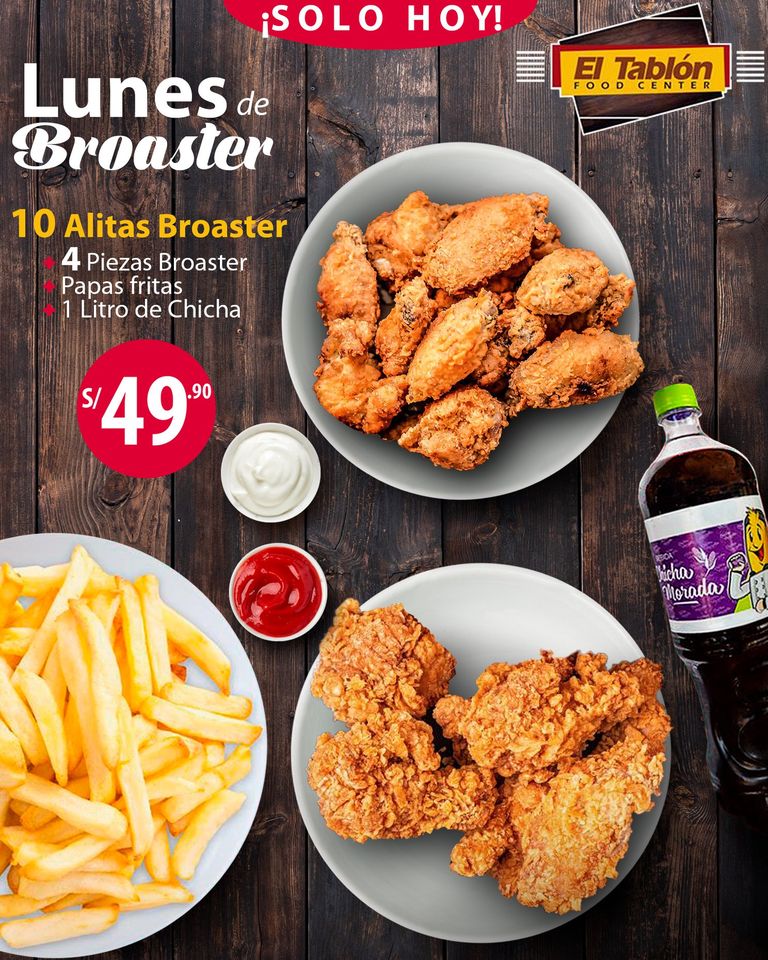 ¡SOLO HOY!
El Tablón
FOOD CENTER
Lunes de
Broaster
10 Alitas Broaster
4 Piezas Broaster
Papas fritas
1 Litro de Chicha
S/ 49.90
Chicha
Morada